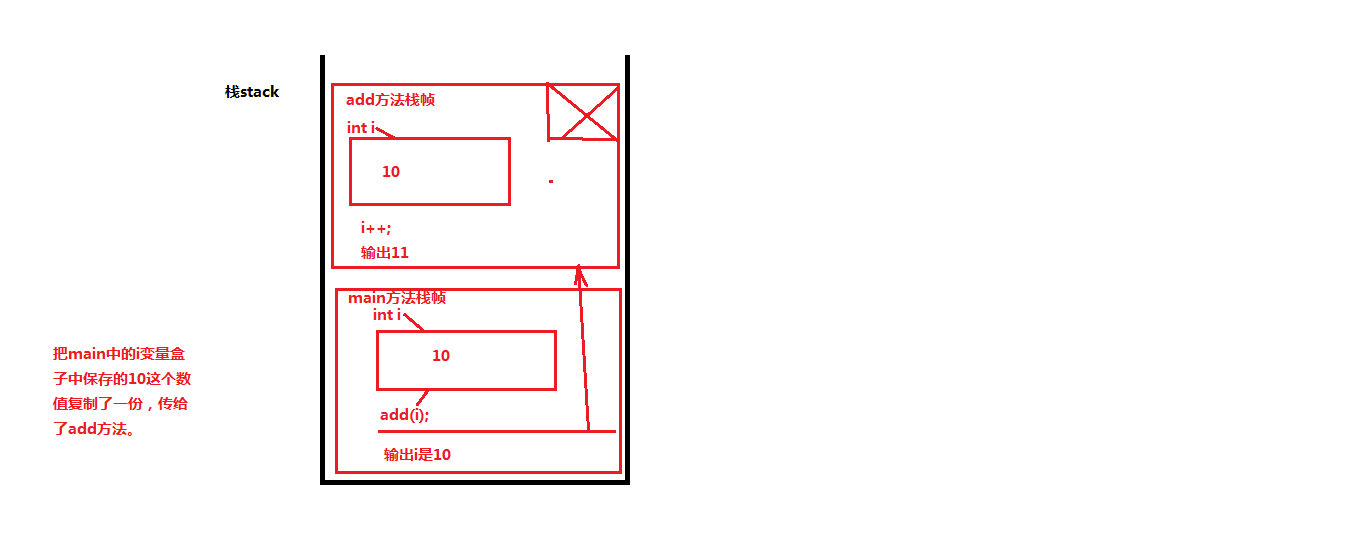 栈stack
add方法栈帧
int i
10
i++;
输出11
main方法栈帧
int i
10
add(i);
输出i是10
把main中的i变量盒
子中保存的10这个数
值复制了一份，传给
了add方法。